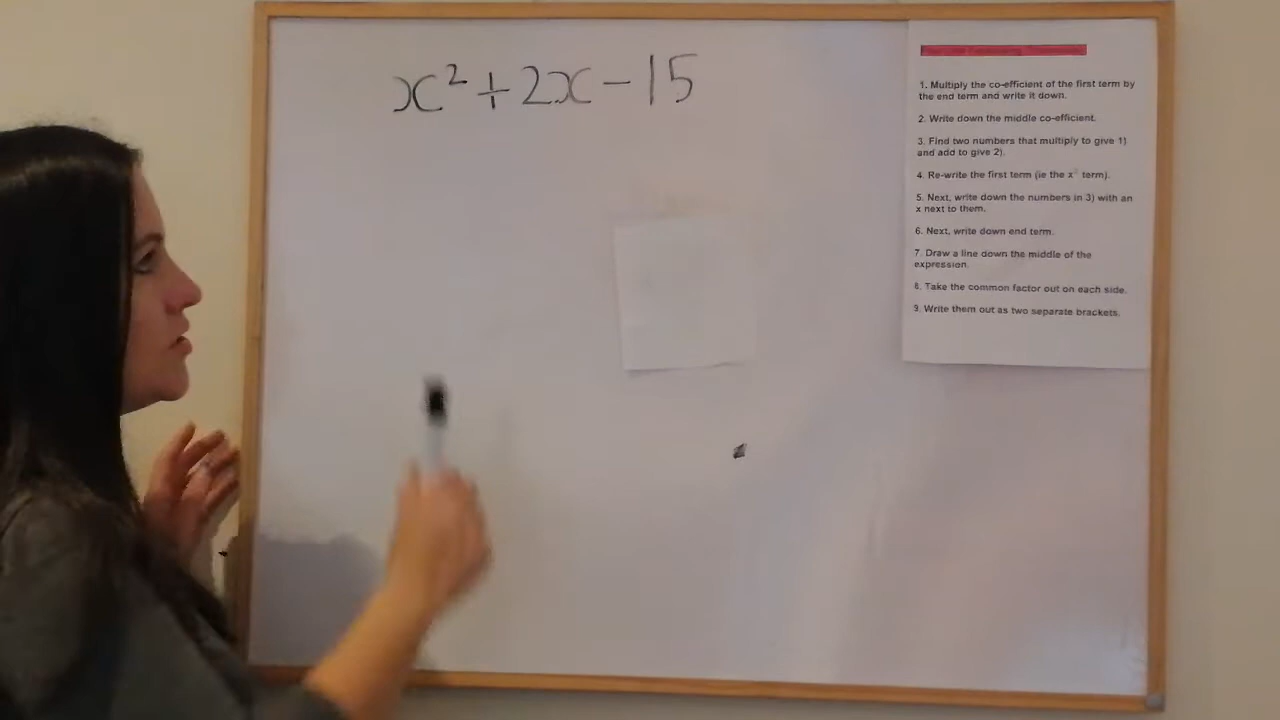 x²+2x-15
1. Multiply the co-efficient of the first term by
the end term and write it down.
2. Write down the middle co-efficient.
3. Find two numbers that multiply to give 1)
and add to give 2).
4. Re-write the first term (ie the x² term).
5. Next, write down the numbers in 3) with an
x next to them.
6. Next, write down end term.
7. Draw a line down the middle of the
expression.
8. Take the common factor out on each side.
9. Write them out as two separate brackets.